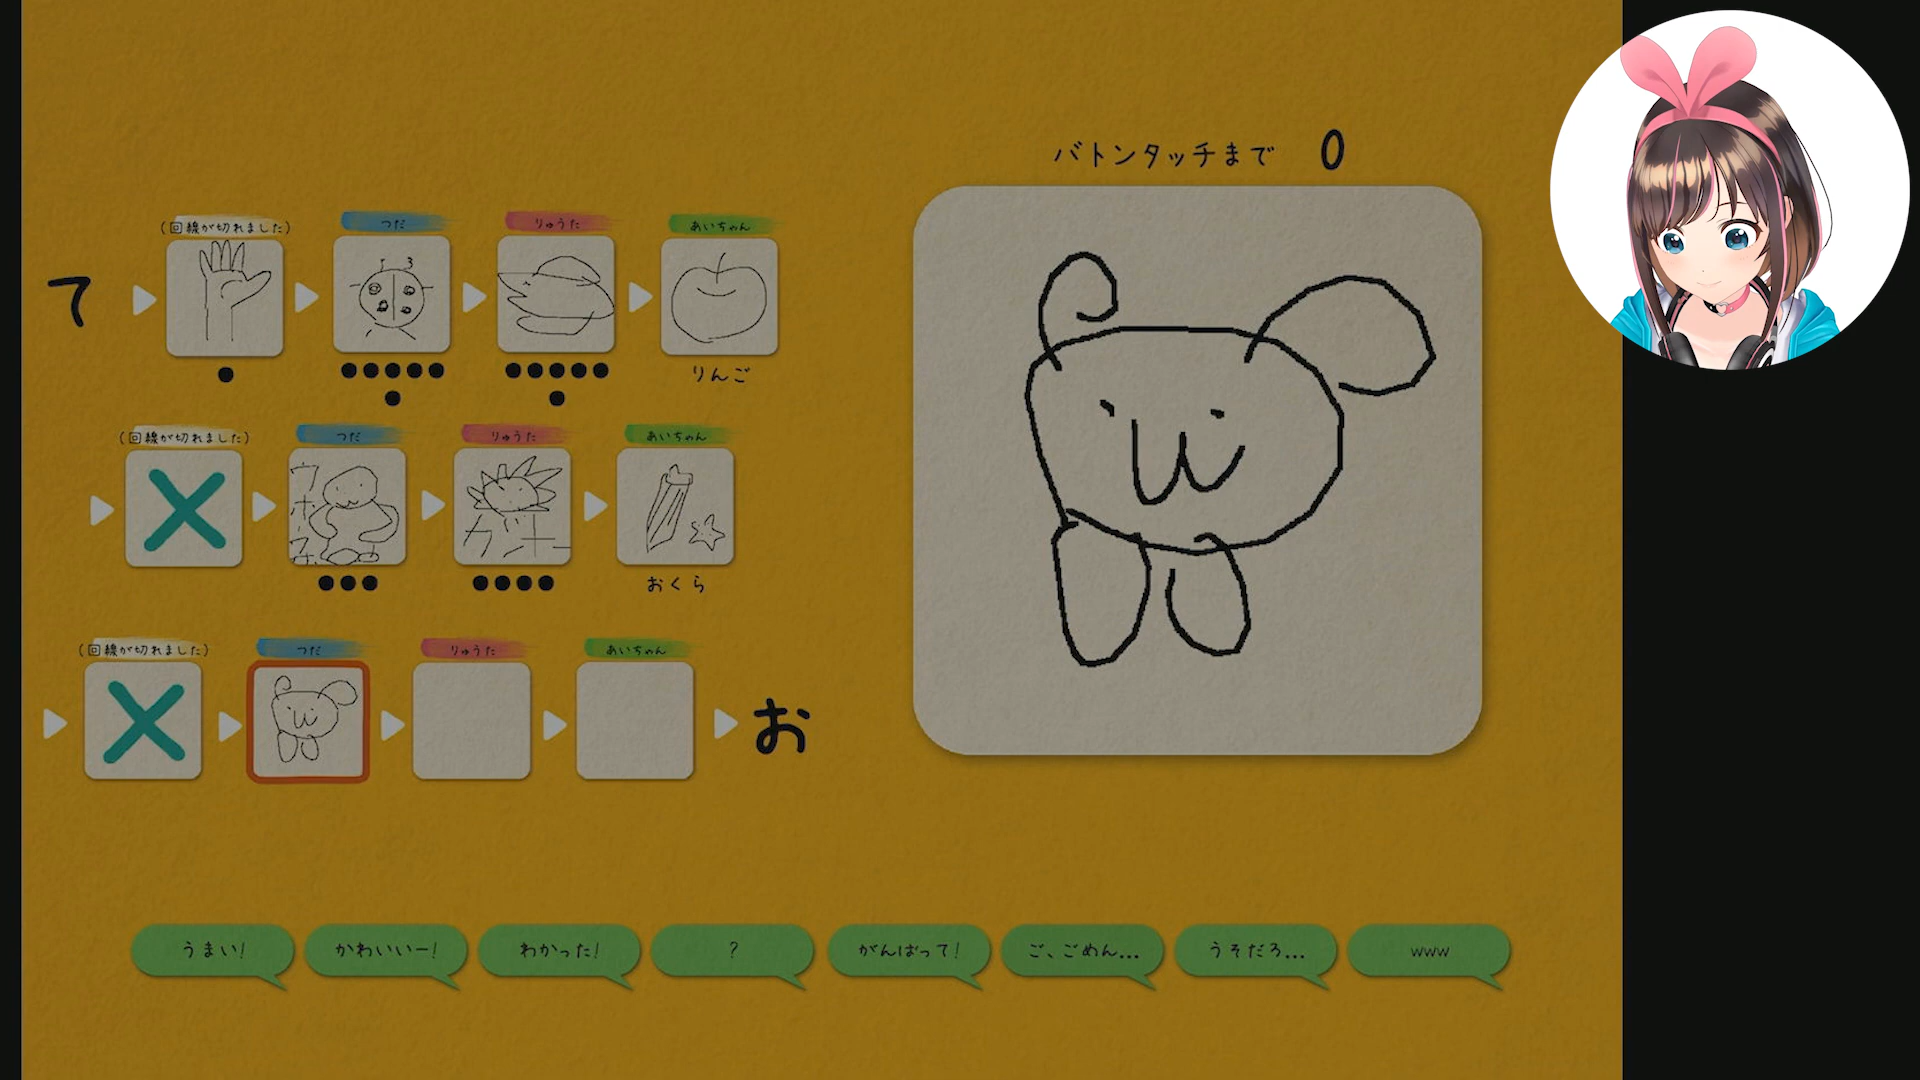 バトンタッチまで 0
て
(回線が切れました)
つだ
りゅうた
あいちゃん
りんご
(回線が切れました)
つだ
りゅうた
あいちゃん
ウホ
おくら
(回線が切れました)
つだ
りゅうた
あいちゃん
お
うまい!
かわいいー!
わかった!
?
がんばって!
ご、ごめん...
うそだろ...
www